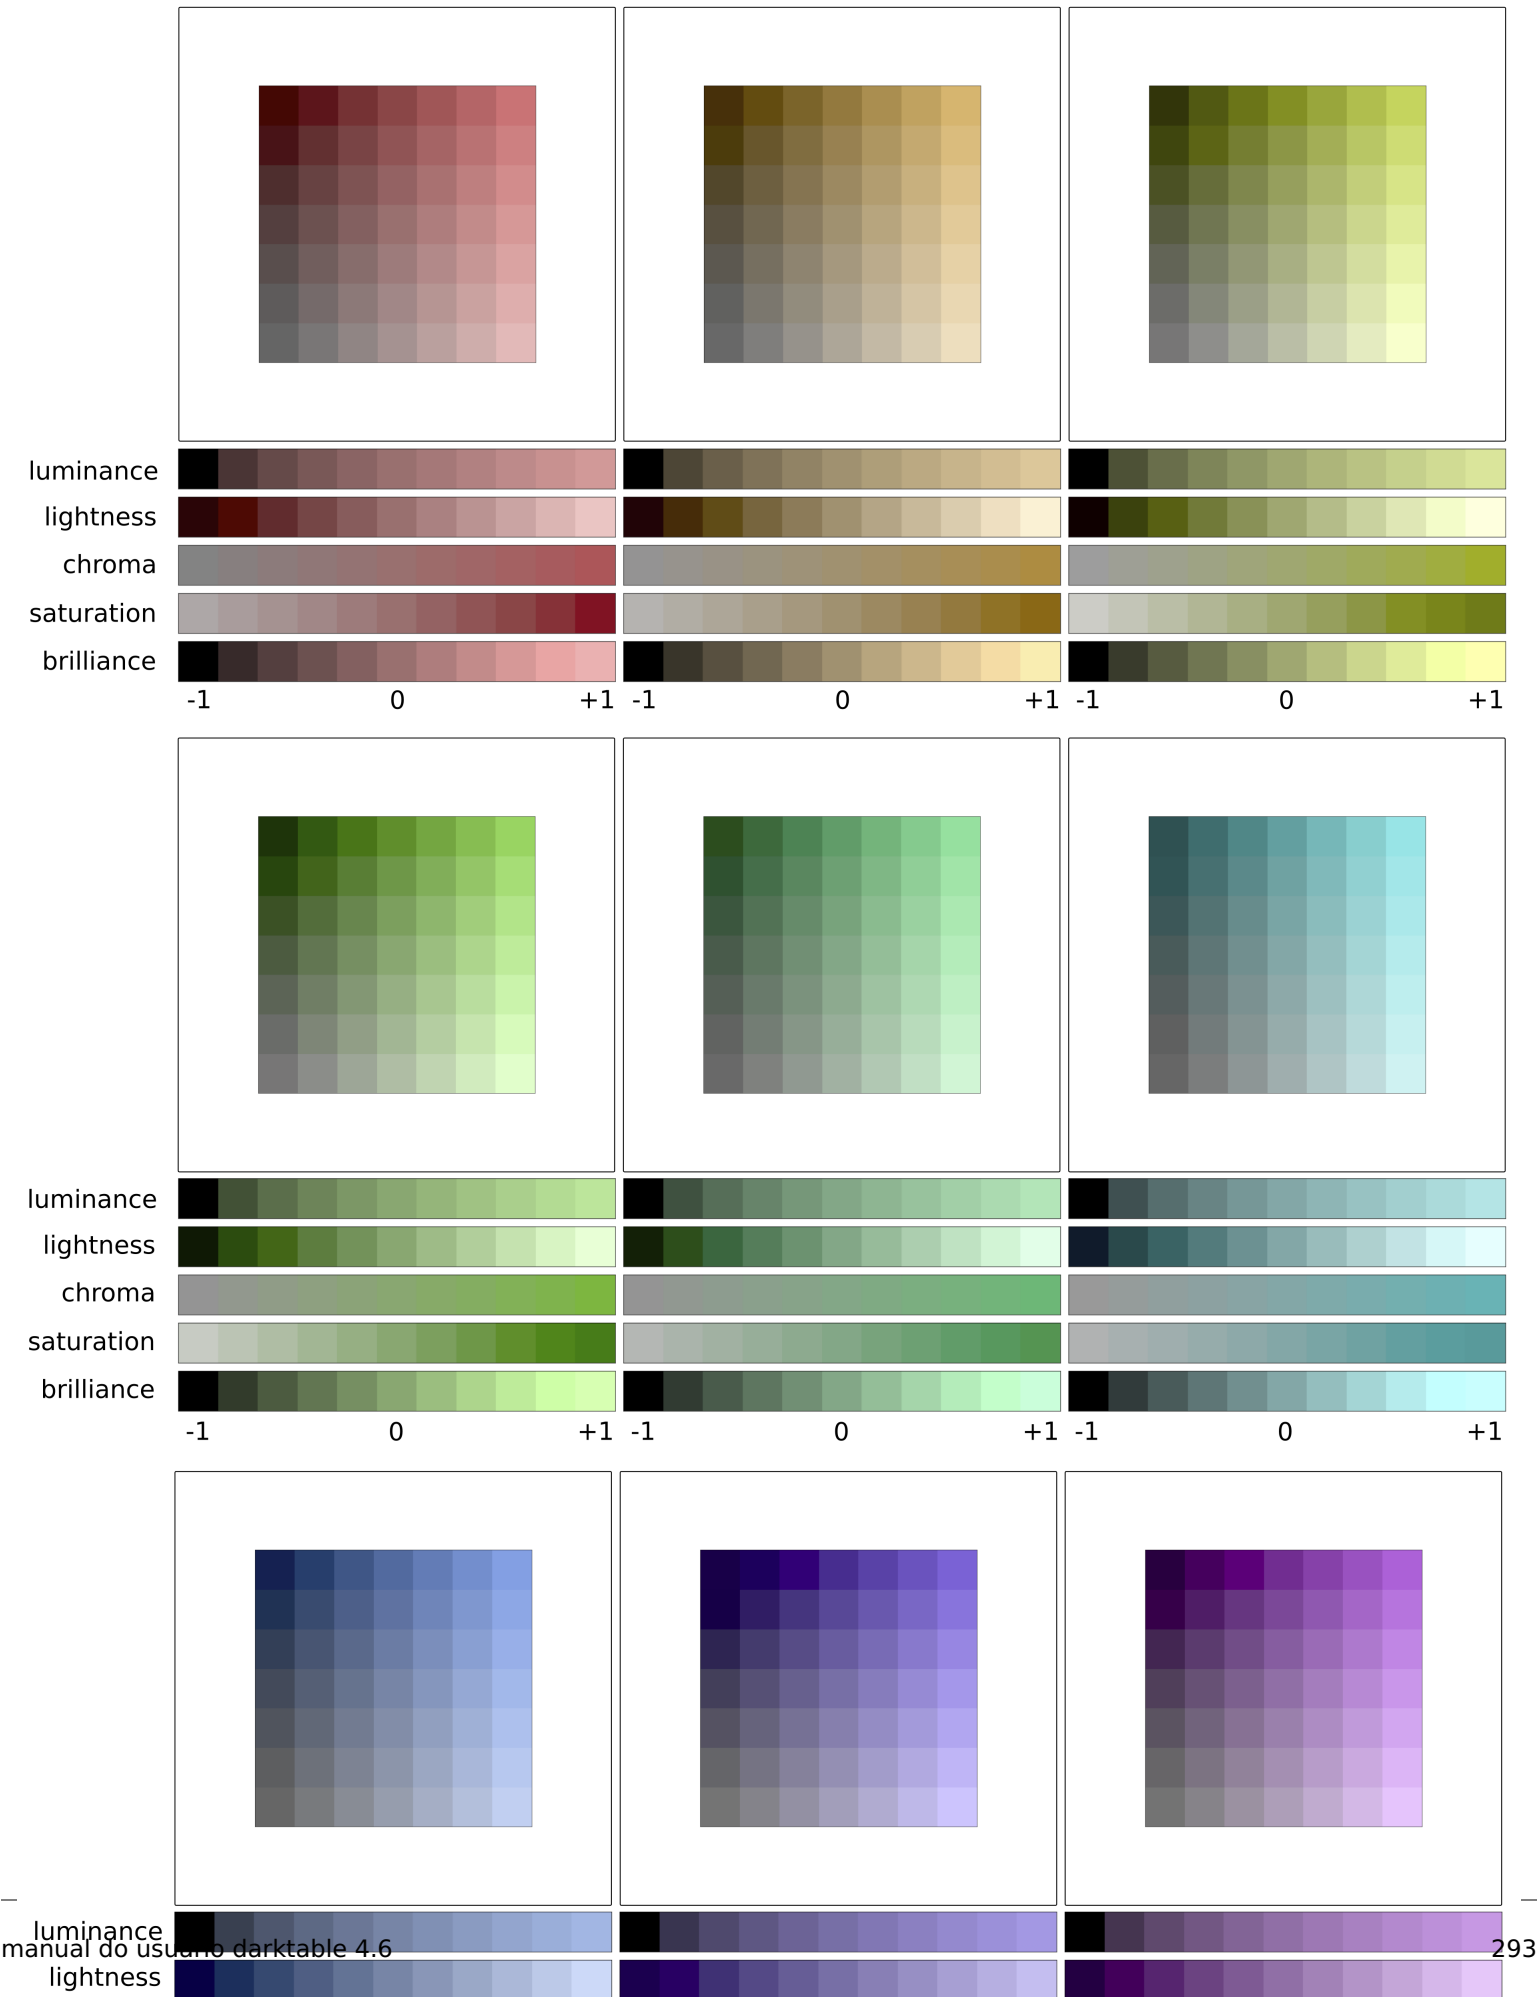 luminance
lightness
chroma
saturation
brilliance
-1 0 +1 -1 0 +1 -1 0 +1
luminance
lightness
chroma
saturation
brilliance
-1 0 +1 -1 0 +1 -1 0 +1
luminance
manual do usuário darktable 4.6 293
lightness